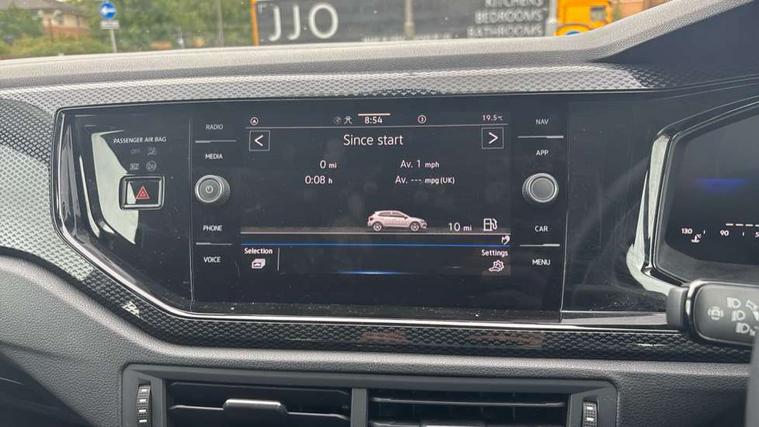 JJO
KITCHENS
BEDROOMS
BATHROOMS
PASSENGER AIR BAG
RADIO
MEDIA
PHONE
VOICE
8:54
19.5°C
Since start
0 mi
Av. 1 mph
0:08 h
Av. --- mpg (UK)
10 mi
Selection
Settings
NAV
APP
CAR
MENU
130
90